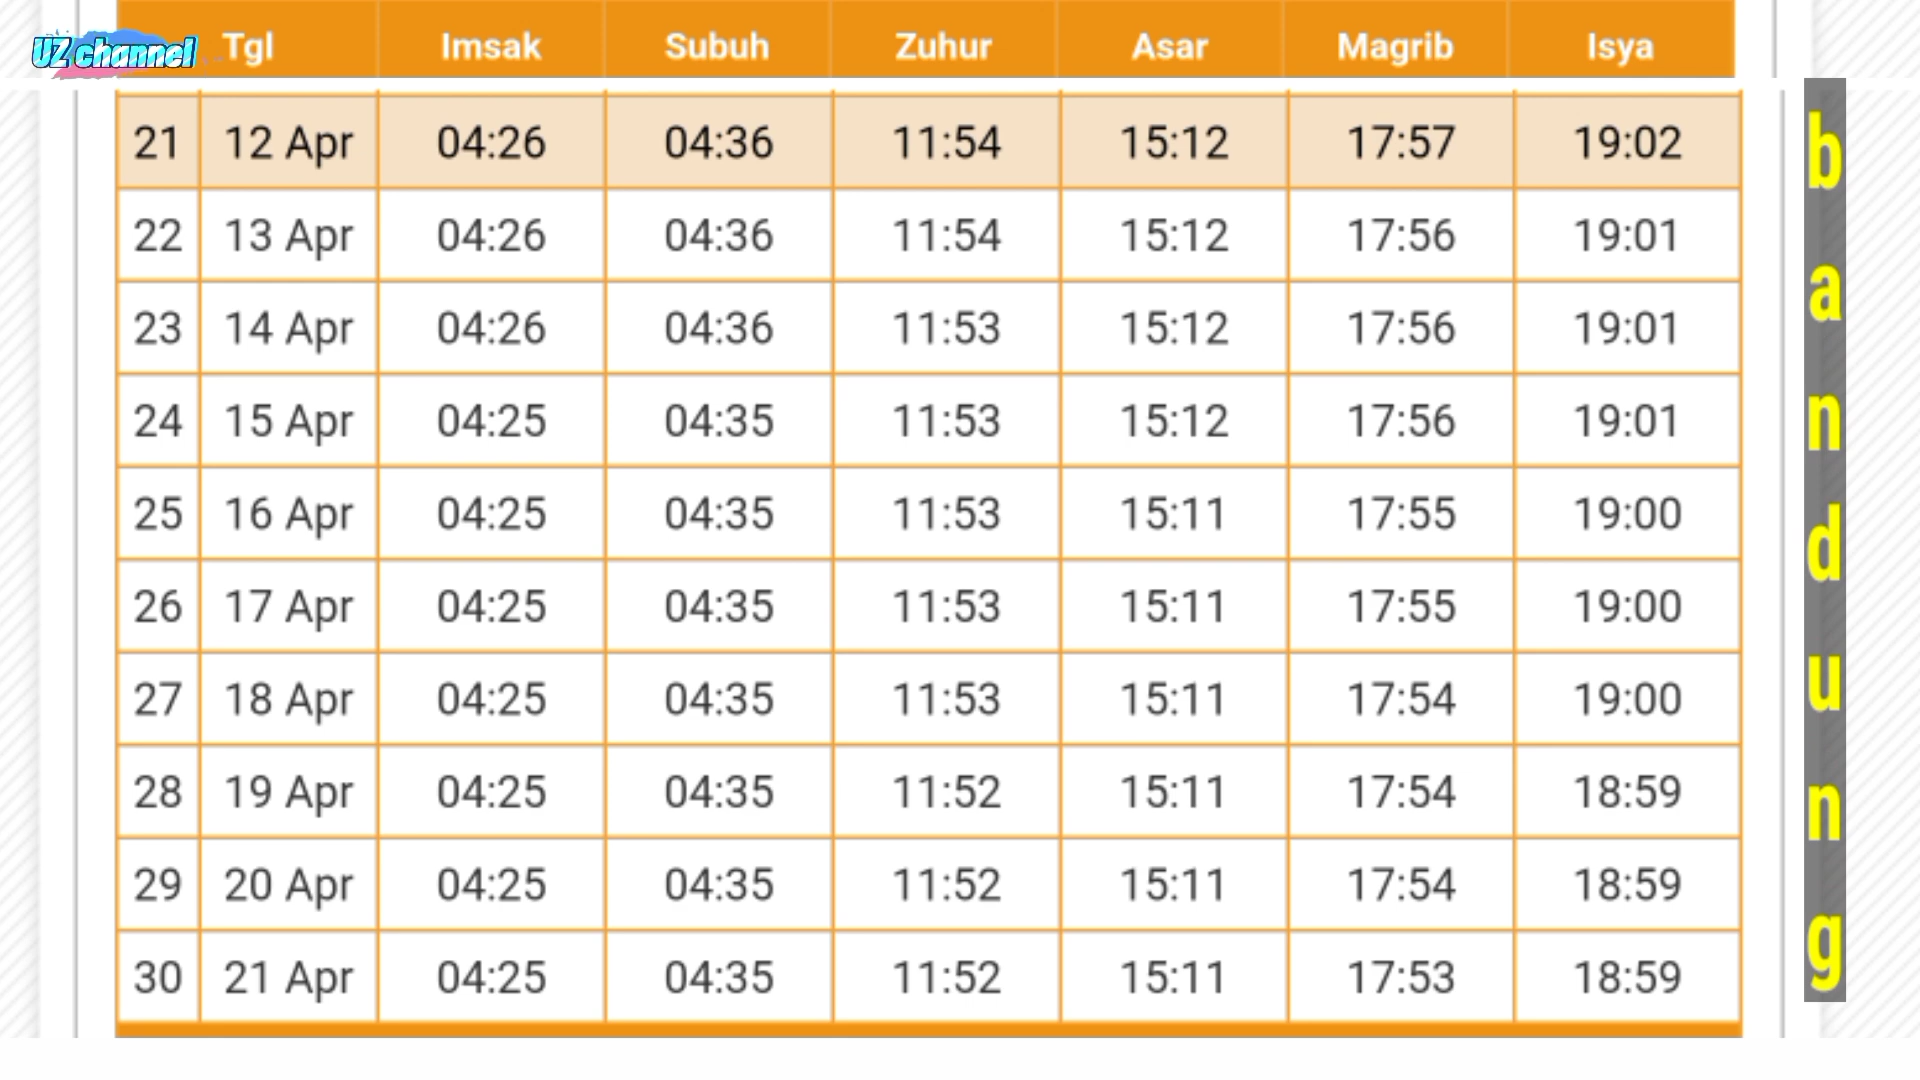 UZ channel
Tgl Imsak Subuh Zuhur Asar Magrib Isya
21 12 Apr 04:26 04:36 11:54 15:12 17:57 19:02
22 13 Apr 04:26 04:36 11:54 15:12 17:56 19:01
23 14 Apr 04:26 04:36 11:53 15:12 17:56 19:01
24 15 Apr 04:25 04:35 11:53 15:12 17:56 19:01
25 16 Apr 04:25 04:35 11:53 15:11 17:55 19:00
26 17 Apr 04:25 04:35 11:53 15:11 17:55 19:00
27 18 Apr 04:25 04:35 11:53 15:11 17:54 19:00
28 19 Apr 04:25 04:35 11:52 15:11 17:54 18:59
29 20 Apr 04:25 04:35 11:52 15:11 17:54 18:59
30 21 Apr 04:25 04:35 11:52 15:11 17:53 18:59
bandung